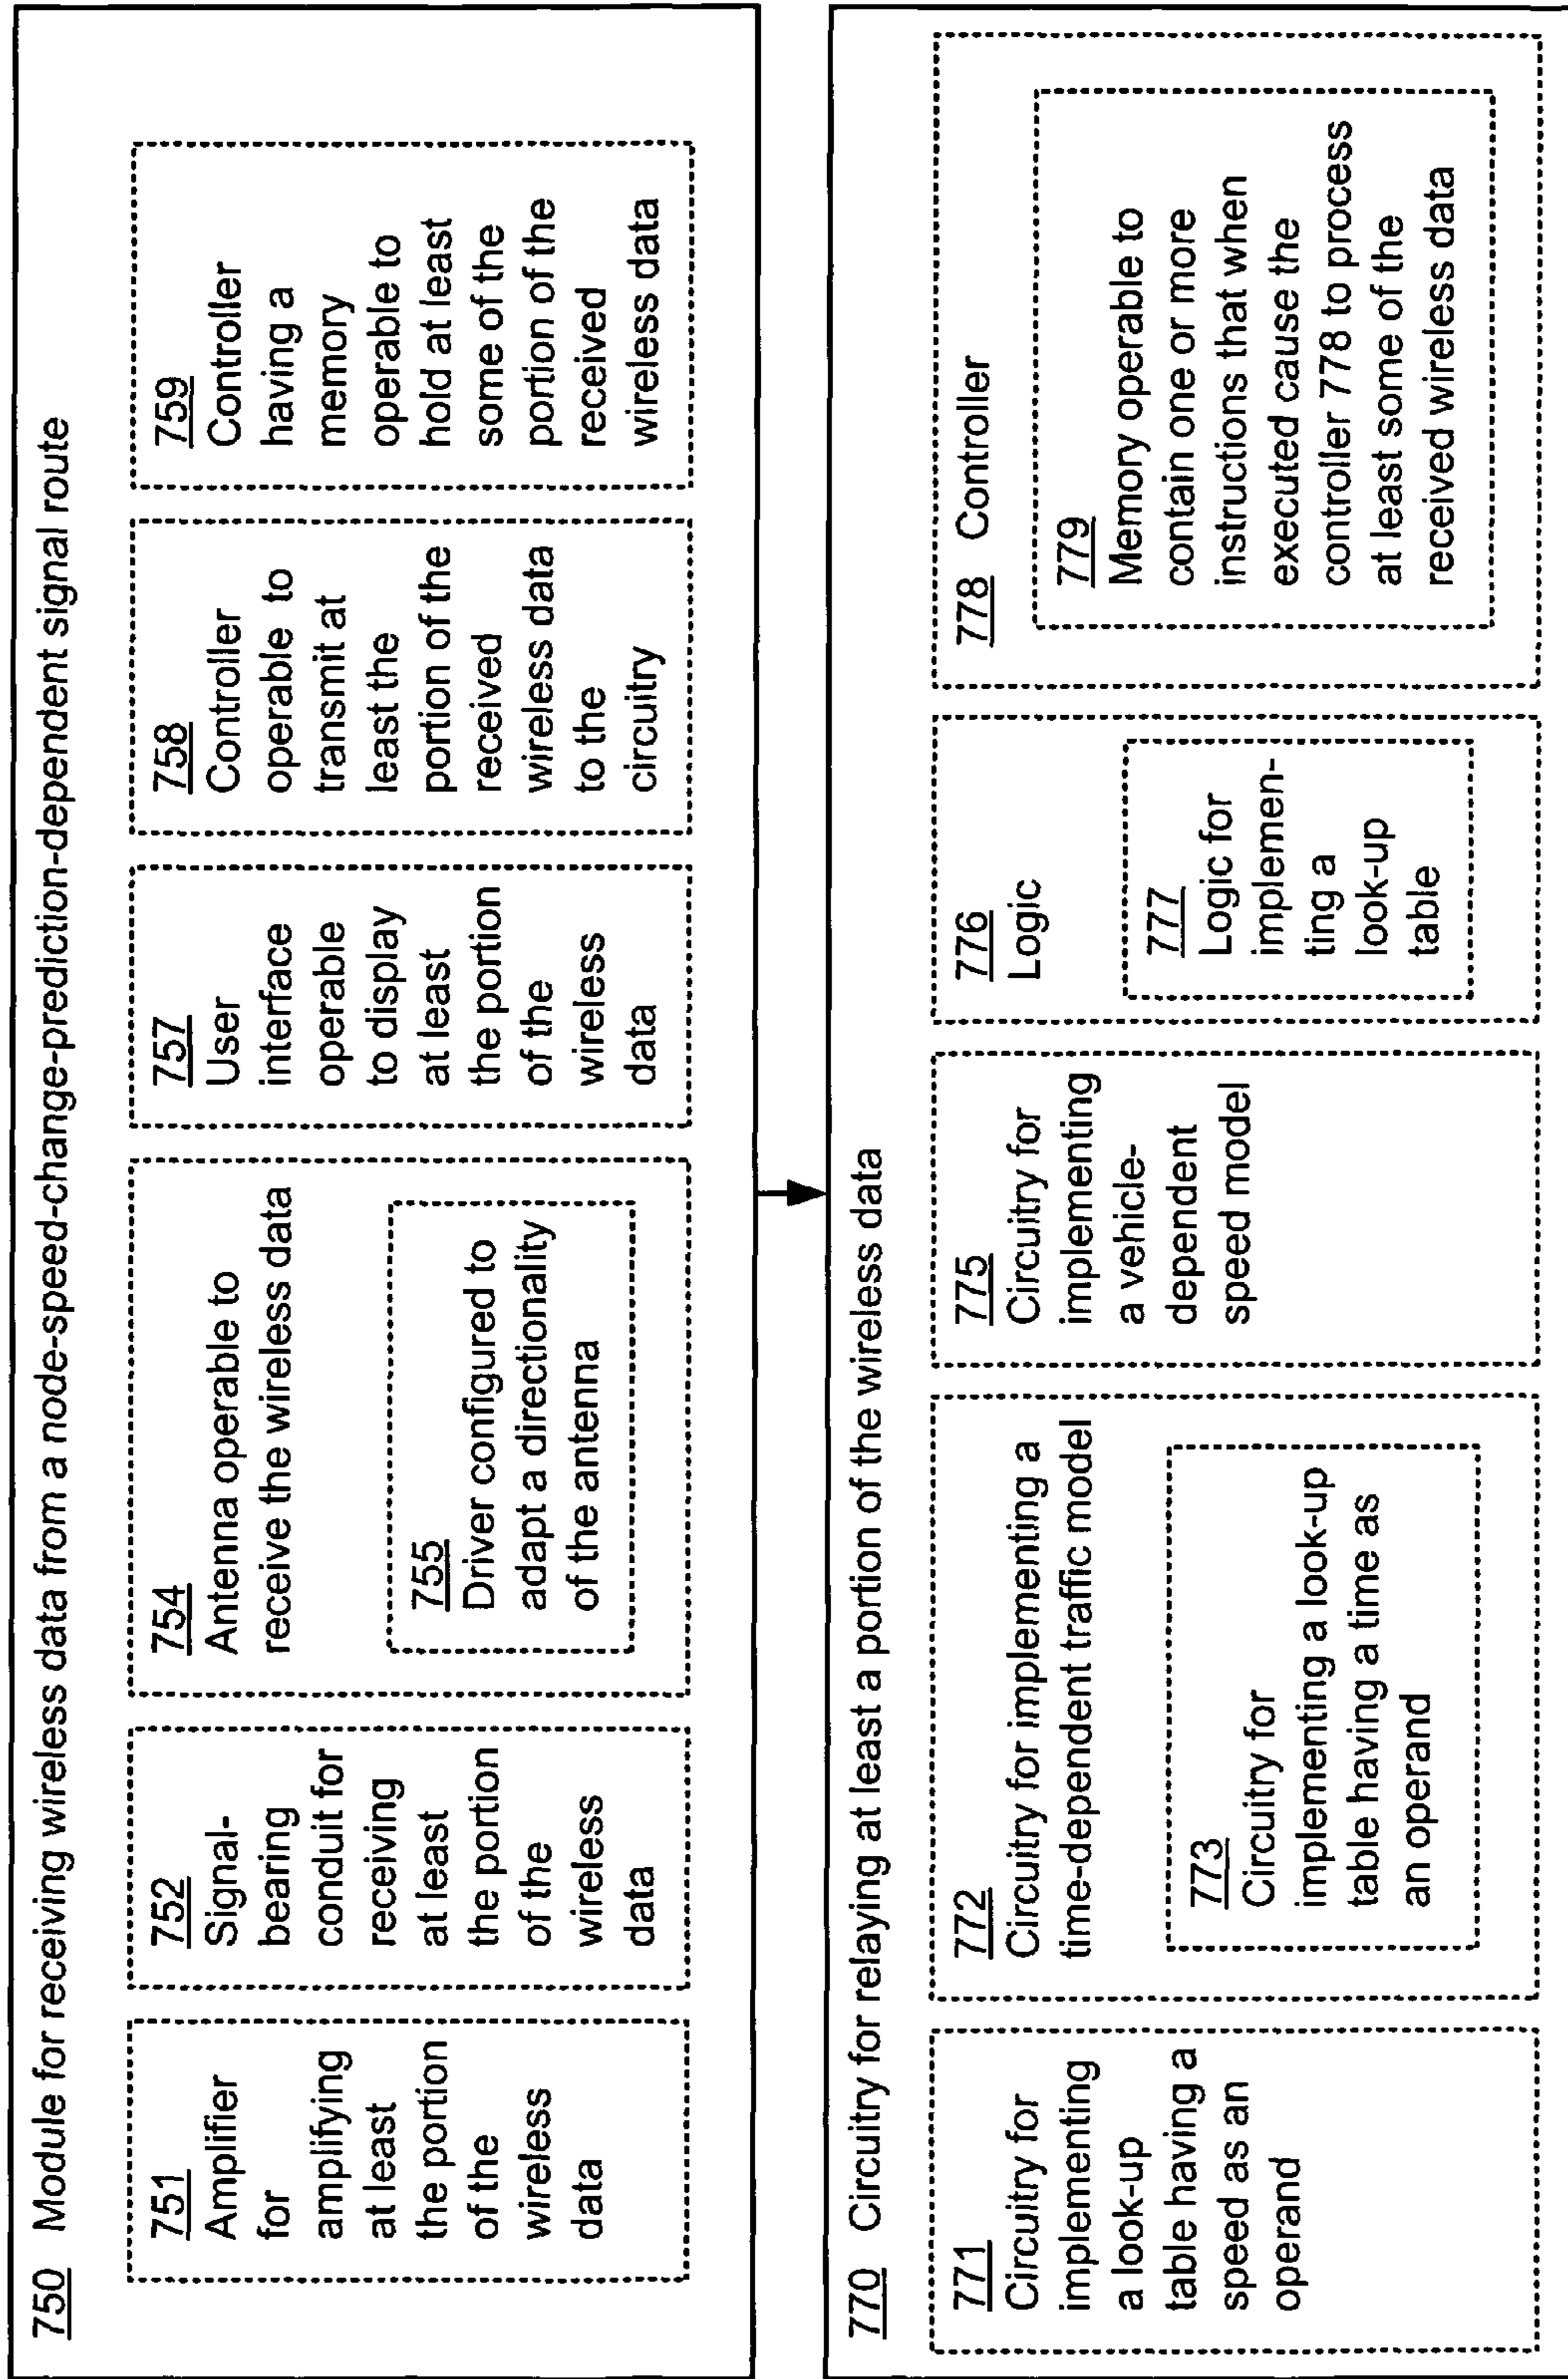 750 Module for receiving wireless data from a node-speed-change-prediction-dependent signal route
751
Amplifier
for
amplifying
at least
the portion
of the
wireless
data
752
Signal-
bearing
conduit for
receiving
at least
the portion
of the
wireless
data
754
Antenna operable to
receive the wireless data
755
Driver configured to
adapt a directionality
of the antenna
757
User
interface
operable
to display
at least
the portion
of the
wireless
data
758
Controller
operable to
transmit at
least the
portion of the
received
wireless data
to the
circuitry
759
Controller
having a
memory
operable to
hold at least
some of the
portion of the
received
wireless data
770 Circuitry for relaying at least a portion of the wireless data
771
Circuitry for
implementing
a look-up
table having a
speed as an
operand
772
Circuitry for implementing a
time-dependent traffic model
773
Circuitry for
implementing a look-up
table having a time as
an operand
775
Circuitry for
implementing
a vehicle-
dependent
speed model
776
Logic
777
Logic for
implemen-
ting a
look-up
table
778 Controller
779
Memory operable to
contain one or more
instructions that when
executed cause the
controller 778 to process
at least some of the
received wireless data